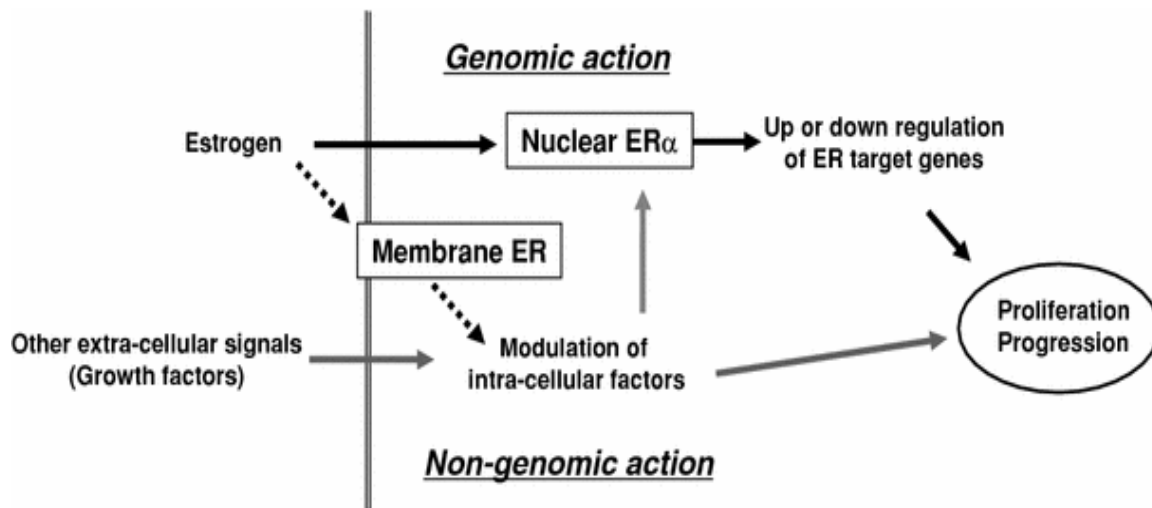 Genomic action
Estrogen
Nuclear ERα
Up or down regulation
of ER target genes
Membrane ER
Other extra-cellular signals
(Growth factors)
Modulation of
intra-cellular factors
Proliferation
Progression
Non-genomic action